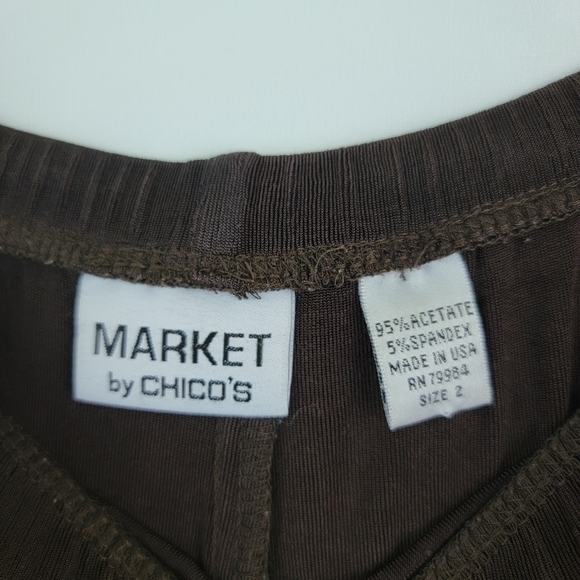 MARKET
by CHICO'S
95% ACETATE
5% SPANDEX
MADE IN USA
RN 79984
SIZE 2